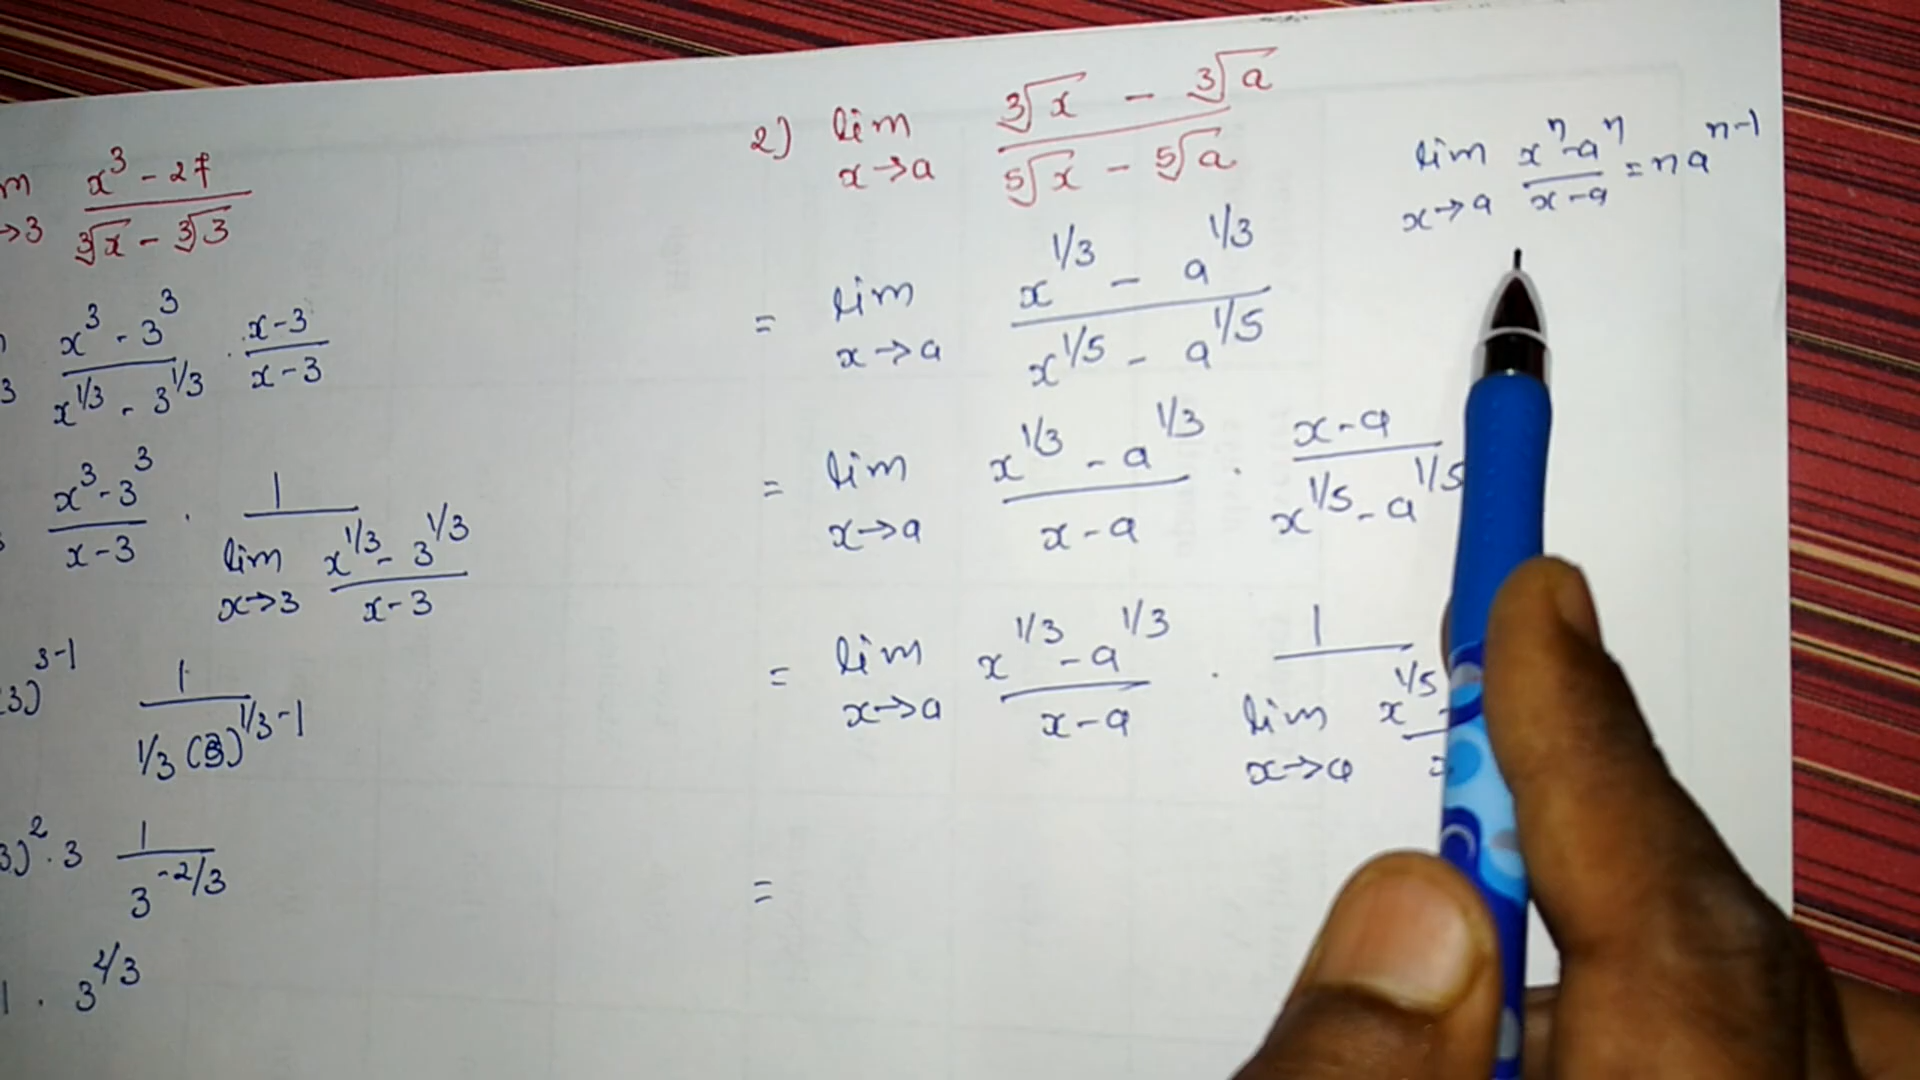 m x³ - 27
→3 ∛x - ∛3
x³ - 3³ . x-3
3 x^1/3 - 3^1/3 x-3
x³-3³ . 1
x-3 lim x^1/3 - 3^1/3
x→3 x-3
3)^3-1 1
1/3 (3)^1/3-1
3)² . 3 1
3^-2/3
1 . 3^2/3
2) lim ∛x - ∛a
x→a ⁵√x - ⁵√a
= lim x^1/3 - a^1/3
x→a x^1/5 - a^1/5
= lim x^1/3 - a^1/3 . x-a
x→a x-a x^1/5 - a^1/5
= lim x^1/3 - a^1/3 . 1
x→a x-a lim x^1/5
x→a
=
lim xⁿ-aⁿ = n a^n-1
x→a x-a